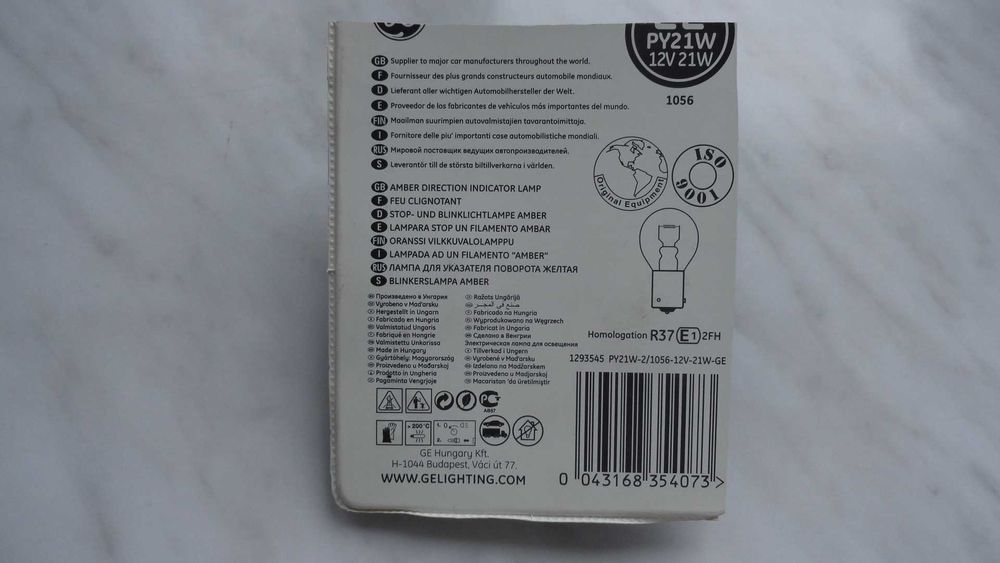 PY21W
12V 21W
1056
GB Supplier to major car manufacturers throughout the world.
F Fournisseur des plus grands constructeurs automobile mondiaux.
D Lieferant aller wichtigen Automobilhersteller der Welt.
E Proveedor de los fabricantes de vehiculos más importantes del mundo.
FIN Maailman suurimpien autovalmistajien tavarantoimittaja.
I Fornitore delle piu' importanti case automobilistiche mondiali.
RUS Мировой поставщик ведущих автопроизводителей.
S Leverantör till de största biltillverkarna i världen.
Original Equipment
ISO 9001
GB AMBER DIRECTION INDICATOR LAMP
F FEU CLIGNOTANT
D STOP- UND BLINKLICHTLAMPE AMBER
E LAMPARA STOP UN FILAMENTO AMBAR
FIN ORANSSI VILKKUVALOLAMPPU
I LAMPADA AD UN FILAMENTO "AMBER"
RUS ЛАМПА ДЛЯ УКАЗАТЕЛЯ ПОВОРОТА ЖЕЛТАЯ
S BLINKERSLAMPA AMBER
Произведено в Унгария
Vyrobeno v Maďarsku
Hergestellt in Ungarn
Fabricado en Hungria
Valmistatud Ungaris
Fabriqué en Hongrie
Valmistettu Unkarissa
Made in Hungary
Gyártóhely: Magyarország
Proizvedeno u Mađarskoj
Prodotto in Ungheria
Pagaminta Vengrijoje
Ražots Ungārijā
صنع في المجر
Fabricado na Hungria
Wyprodukowano na Węgrzech
Fabricat in Ungaria
Сделано в Венгрии
Электрическая лампа для освещения
Tillverkad i Ungern
Vyrobené v Maďarsku
Izdelano na Madžarskem
Proizvedeno u Madjarskoj
Macaristan 'da üretilmiştir
Homologation R37 E1 2FH
1293545 PY21W-2/1056-12V-21W-GE
АВ57
>200°C
GE Hungary Kft.
H-1044 Budapest, Váci út 77.
WWW.GELIGHTING.COM
0 043168 354073 >